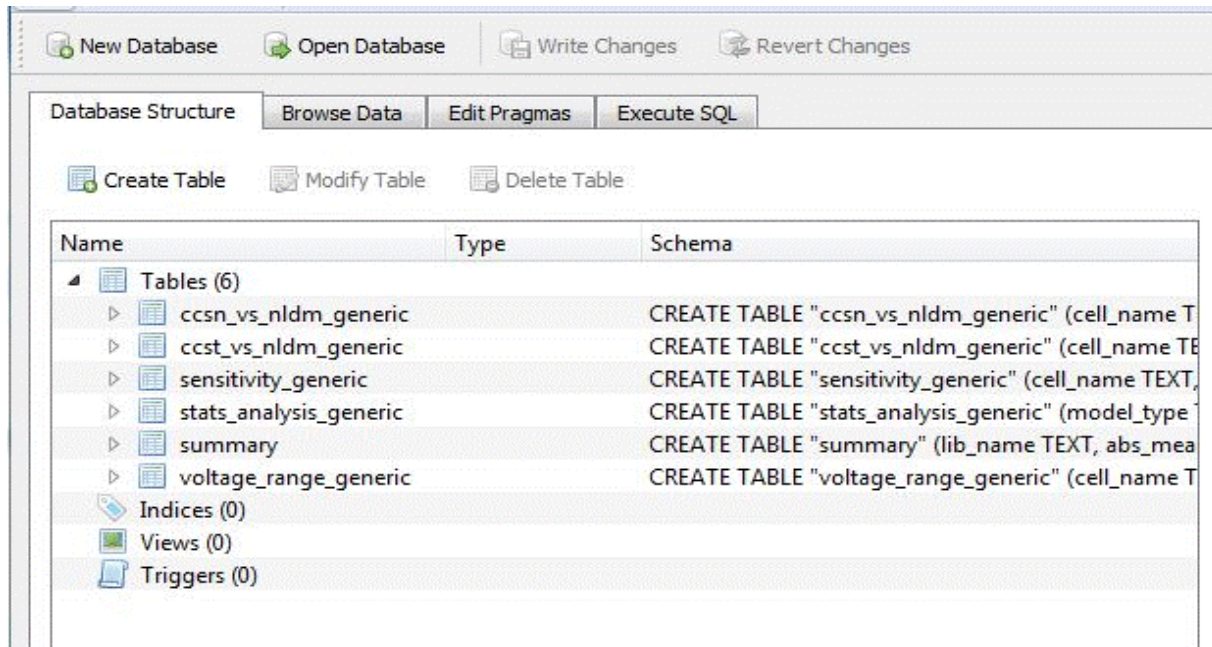 New Database Open Database Write Changes Revert Changes
Database Structure Browse Data Edit Pragmas Execute SQL
Create Table Modify Table Delete Table
Name Type Schema
Tables (6)
ccsn_vs_nldm_generic CREATE TABLE "ccsn_vs_nldm_generic" (cell_name T
ccst_vs_nldm_generic CREATE TABLE "ccst_vs_nldm_generic" (cell_name TE
sensitivity_generic CREATE TABLE "sensitivity_generic" (cell_name TEXT,
stats_analysis_generic CREATE TABLE "stats_analysis_generic" (model_type
summary CREATE TABLE "summary" (lib_name TEXT, abs_mea
voltage_range_generic CREATE TABLE "voltage_range_generic" (cell_name T
Indices (0)
Views (0)
Triggers (0)